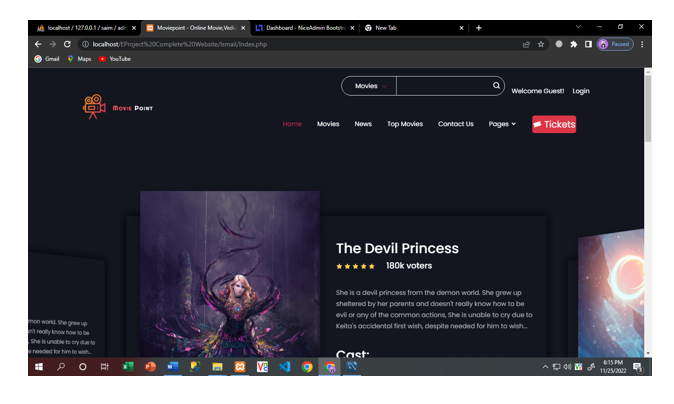 localhost / 127.0.0.1 / saim / adm
Moviepoint - Online Movie,Vedio
Dashboard - NiceAdmin Bootstra
New Tab
localhost/EProject%20Complete%20Website/Ismail/Index.php
Paused
Gmail
Maps
YouTube
Movies
Welcome Guest! Login
MOVIE POINT
Home Movies News Top Movies Contact Us Pages Tickets
The Devil Princess
180k voters
She is a devil princess from the demon world. She grew up
sheltered by her parents and doesn't really know how to be
evil or any of the common actions, She is unable to cry due to
Keita's accidental first wish, despite needed for him to wish...
Cast:
mon world. She grew up
n't really know how to be
, She is unable to cry due to
e needed for him to wish...
6:15 PM
11/25/2022